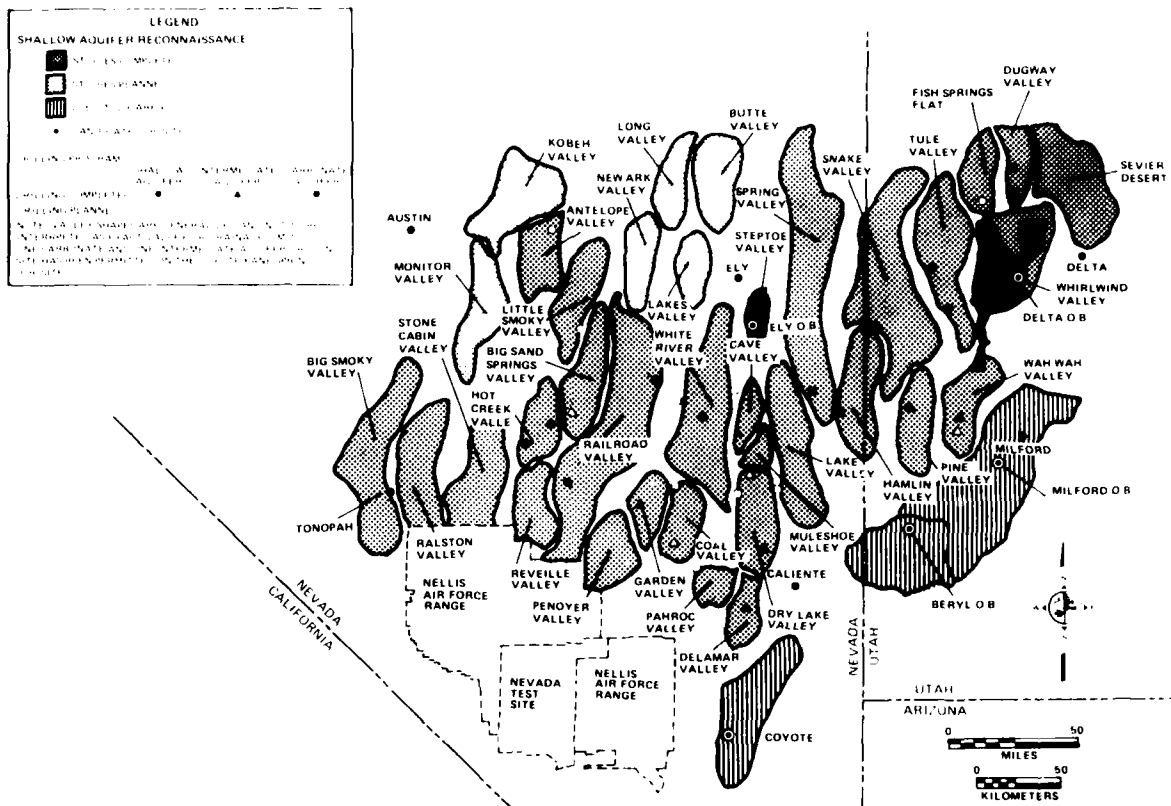 LEGEND
SHALLOW AQUIFER RECONNAISSANCE
DUGWAY
VALLEY
FISH SPRINGS
FLAT
BUTTE
VALLEY
LONG
VALLEY
TULE
VALLEY
KOBEH
VALLEY
SNAKE
VALLEY
SEVIER
DESERT
NEWARK
VALLEY
SPRING
VALLEY
ANTELOPE
VALLEY
AUSTIN
STEPTOE
VALLEY
MONITOR
VALLEY
ELY
DELTA
WHIRLWIND
VALLEY
LITTLE
SMOKY
VALLEY
LAKES
VALLEY
DELTA O B
STONE
CABIN
VALLEY
ELY O.B
WHITE
RIVER
VALLEY
CAVE
VALLEY
BIG SAND
SPRINGS
VALLEY
BIG SMOKY
VALLEY
WAH WAH
VALLEY
HOT
CREEK
VALLE
RAILROAD
VALLEY
LAKE
VALLEY
MILFORD
PINE
VALLEY
HAMLIN
VALLEY
MILFORD O B
TONOPAH
RALSTON
VALLEY
MULESHOE
VALLEY
COAL
VALLEY
REVEILLE
VALLEY
GARDEN
VALLEY
CALIENTE
NELLIS
AIR FORCE
RANGE
PENOYER
VALLEY
PAHROC
VALLEY
DRY LAKE
VALLEY
BERYL O B
NEVADA
CALIFORNIA
NEVADA
UTAH
DELAMAR
VALLEY
NEVADA
TEST
SITE
NELLIS
AIR FORCE
RANGE
UTAH
ARIZONA
COYOTE
0 50
MILES
0 50
KILOMETERS